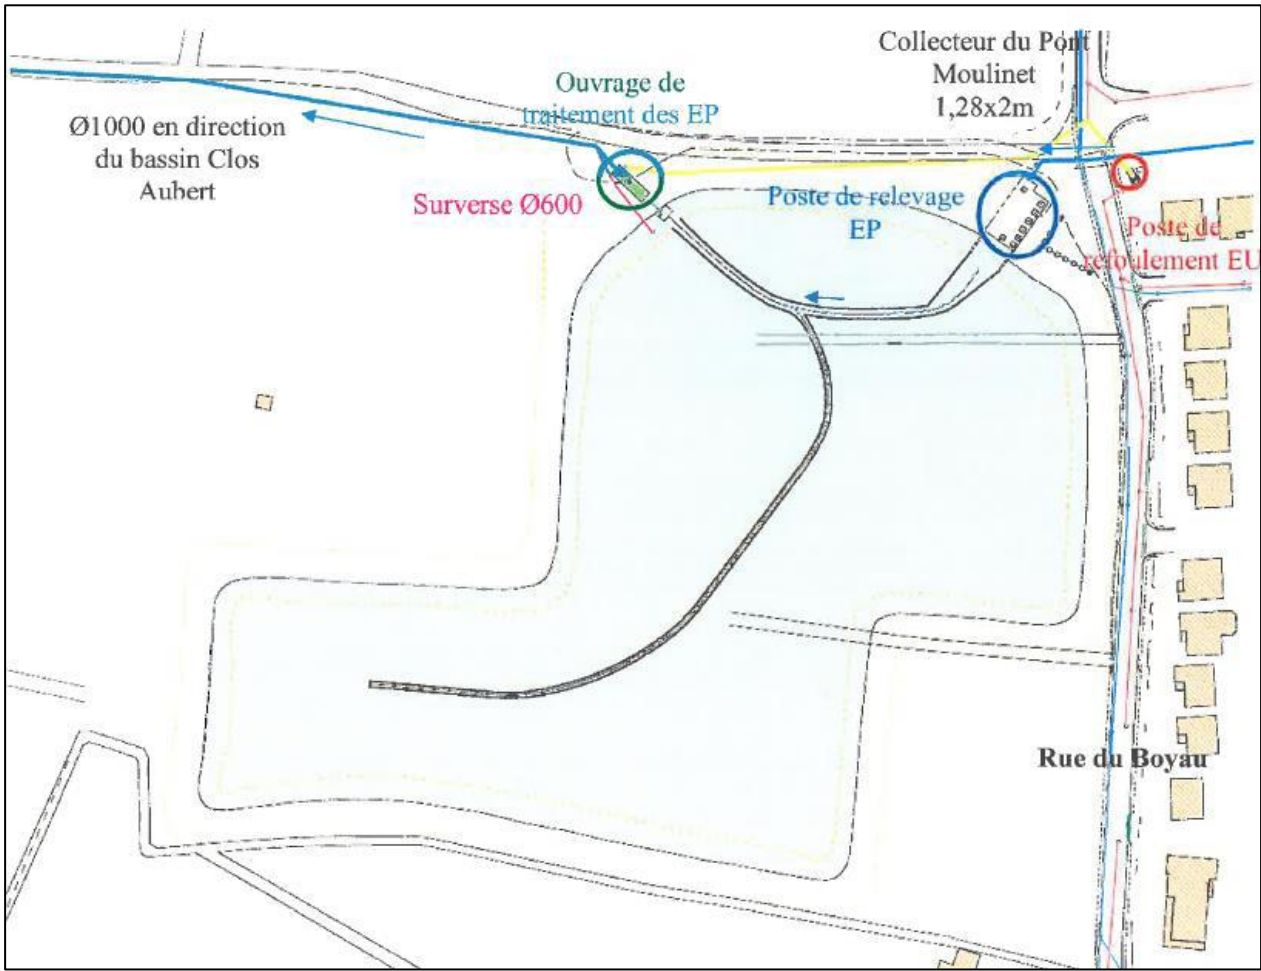 Collecteur du Pont
Moulinet
1,28x2m
Ouvrage de
traitement des EP
Ø1000 en direction
du bassin Clos
Aubert
Surverse Ø600
Poste de relevage
EP
Poste de
refoulement EU
Rue du Boyau